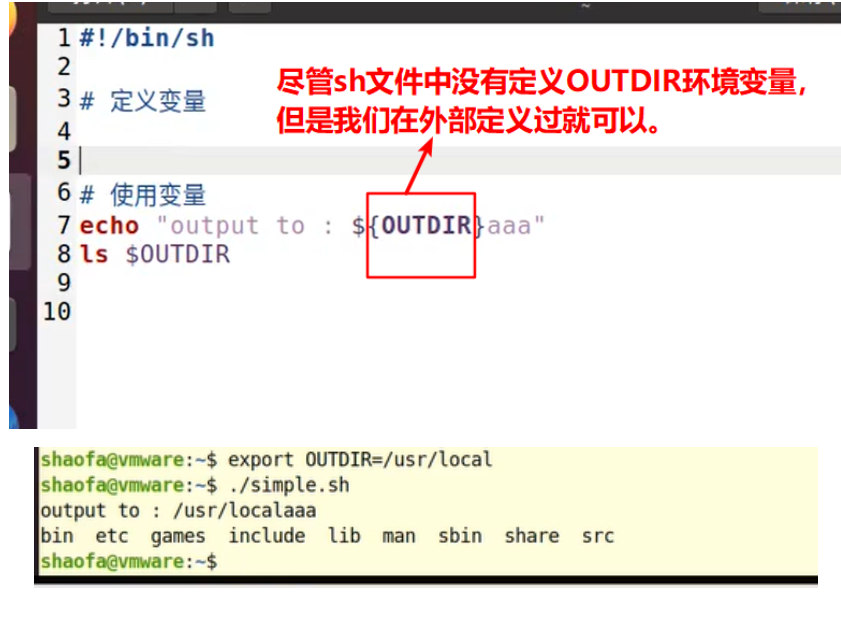 1 #!/bin/sh
2
尽管sh文件中没有定义OUTDIR环境变量，
3 # 定义变量
但是我们在外部定义过就可以。
4
5
6 # 使用变量
7 echo "output to : ${OUTDIR}aaa"
8 ls $OUTDIR
9
10
shaofa@vmware:~$ export OUTDIR=/usr/local
shaofa@vmware:~$ ./simple.sh
output to : /usr/localaaa
bin etc games include lib man sbin share src
shaofa@vmware:~$